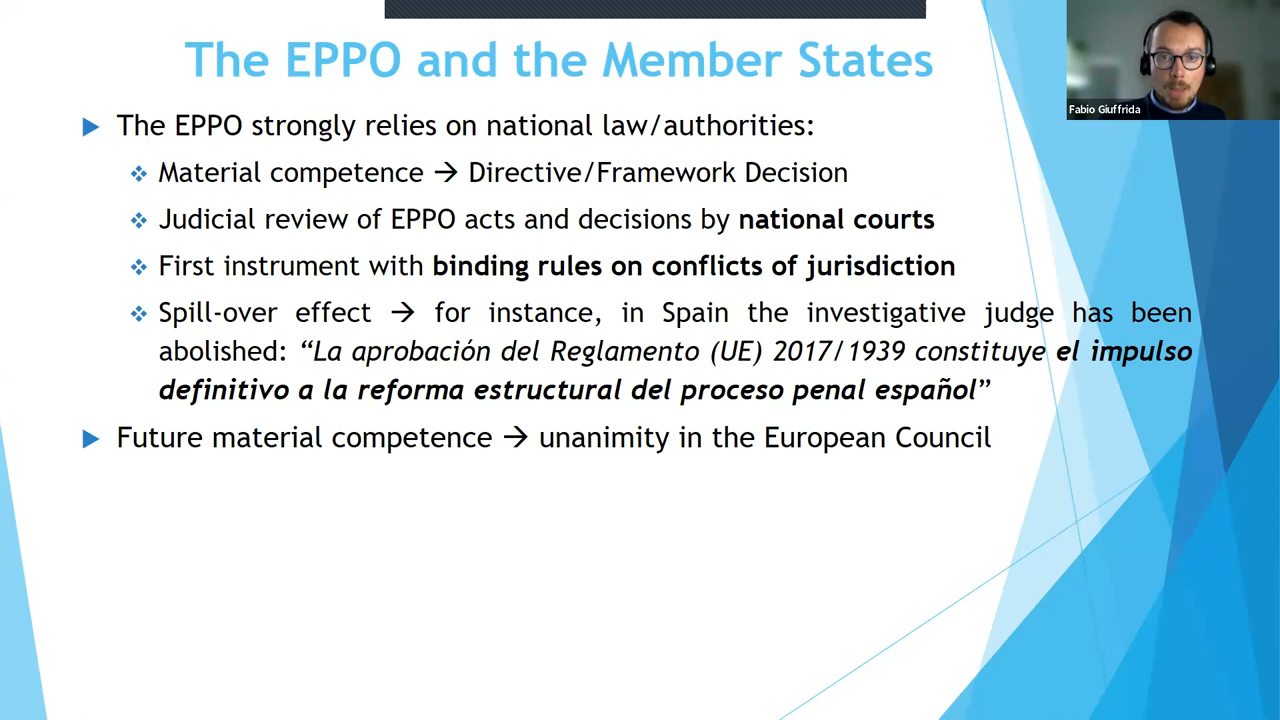 The EPPO and the Member States
Fabio Giuffrida
The EPPO strongly relies on national law/authorities:
Material competence → Directive/Framework Decision
Judicial review of EPPO acts and decisions by national courts
First instrument with binding rules on conflicts of jurisdiction
Spill-over effect → for instance, in Spain the investigative judge has been
abolished: “La aprobación del Reglamento (UE) 2017/1939 constituye el impulso
definitivo a la reforma estructural del proceso penal español”
Future material competence → unanimity in the European Council